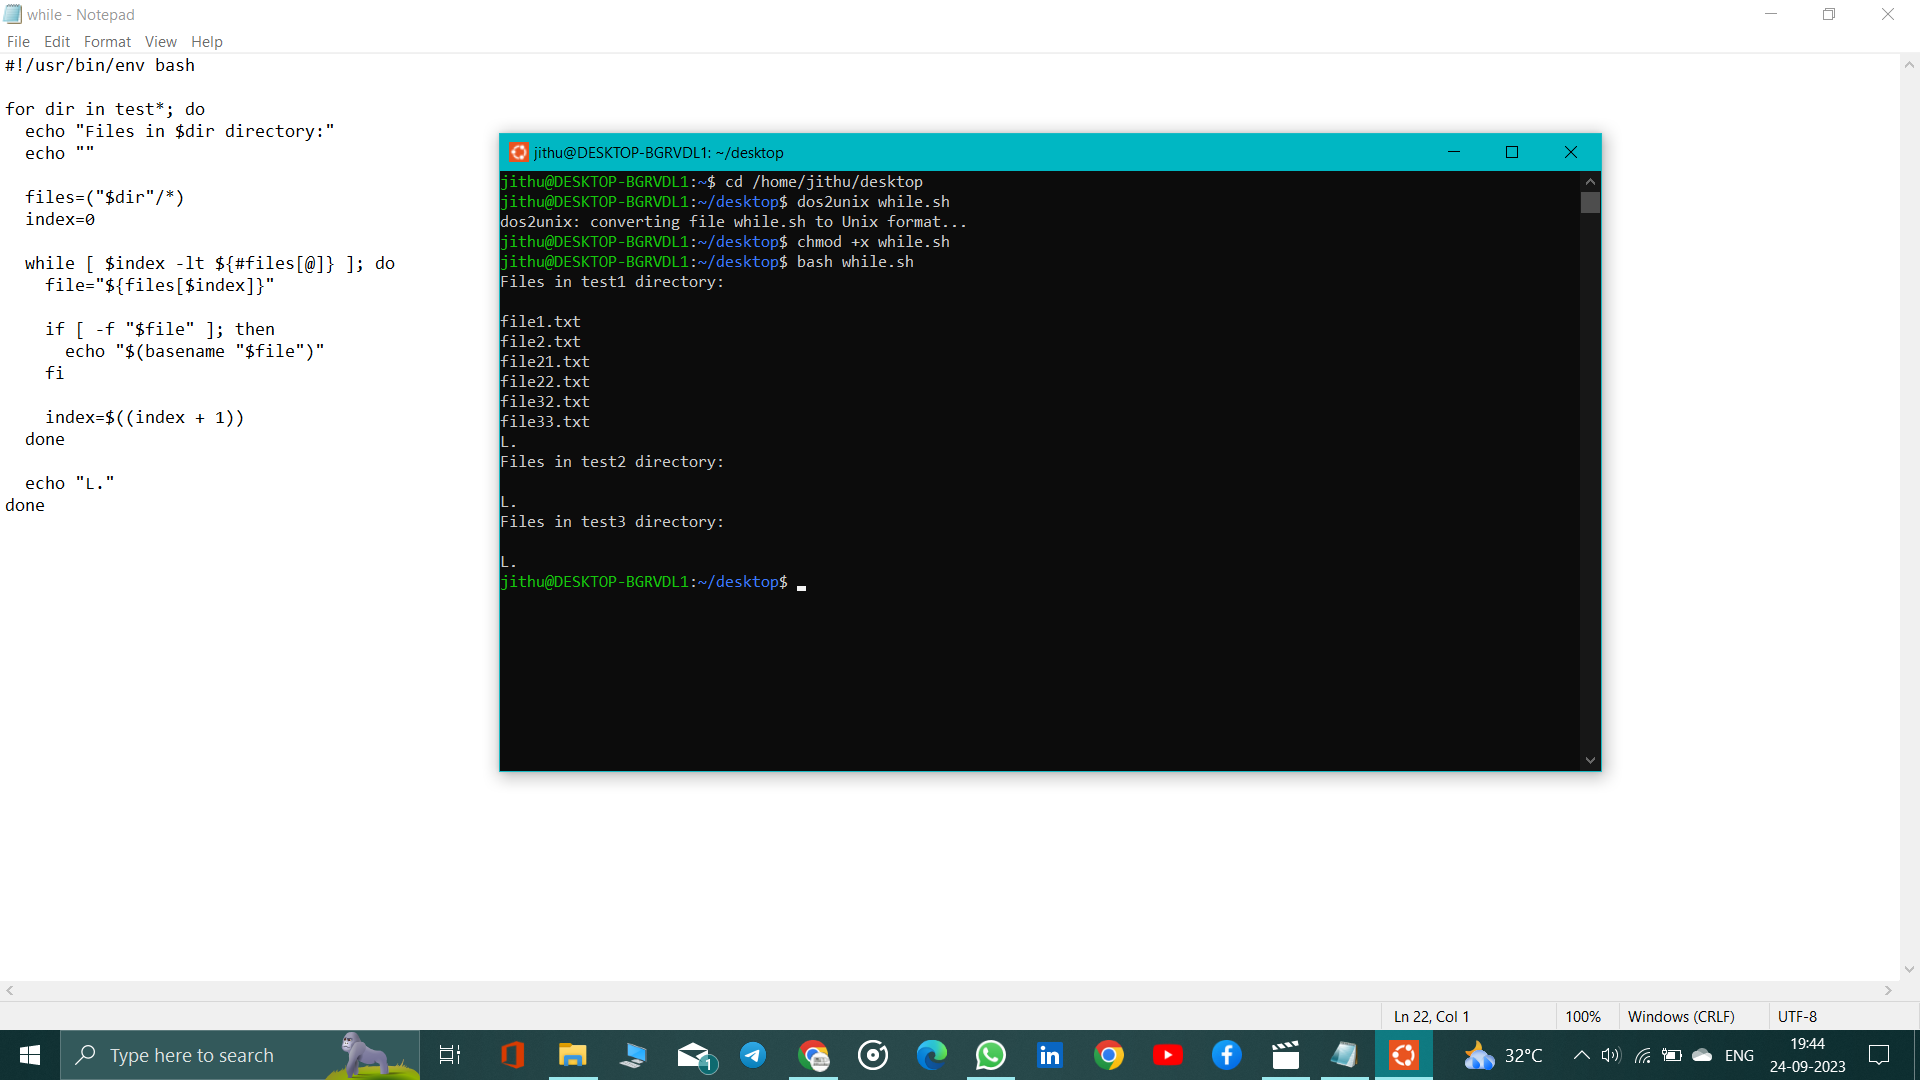 while - Notepad
File Edit Format View Help
#!/usr/bin/env bash

for dir in test*; do
  echo "Files in $dir directory:"
  echo ""

  files=("$dir"/*)
  index=0

  while [ $index -lt ${#files[@]} ]; do
    file="${files[$index]}"

    if [ -f "$file" ]; then
      echo "$(basename "$file")"
    fi

    index=$((index + 1))
  done

  echo "L."
done
jithu@DESKTOP-BGRVDL1: ~/desktop
jithu@DESKTOP-BGRVDL1:~$ cd /home/jithu/desktop
jithu@DESKTOP-BGRVDL1:~/desktop$ dos2unix while.sh
dos2unix: converting file while.sh to Unix format...
jithu@DESKTOP-BGRVDL1:~/desktop$ chmod +x while.sh
jithu@DESKTOP-BGRVDL1:~/desktop$ bash while.sh
Files in test1 directory:

file1.txt
file2.txt
file21.txt
file22.txt
file32.txt
file33.txt
L.
Files in test2 directory:

L.
Files in test3 directory:

L.
jithu@DESKTOP-BGRVDL1:~/desktop$
Ln 22, Col 1 100% Windows (CRLF) UTF-8
Type here to search
1
in
32°C
ENG
19:44
24-09-2023